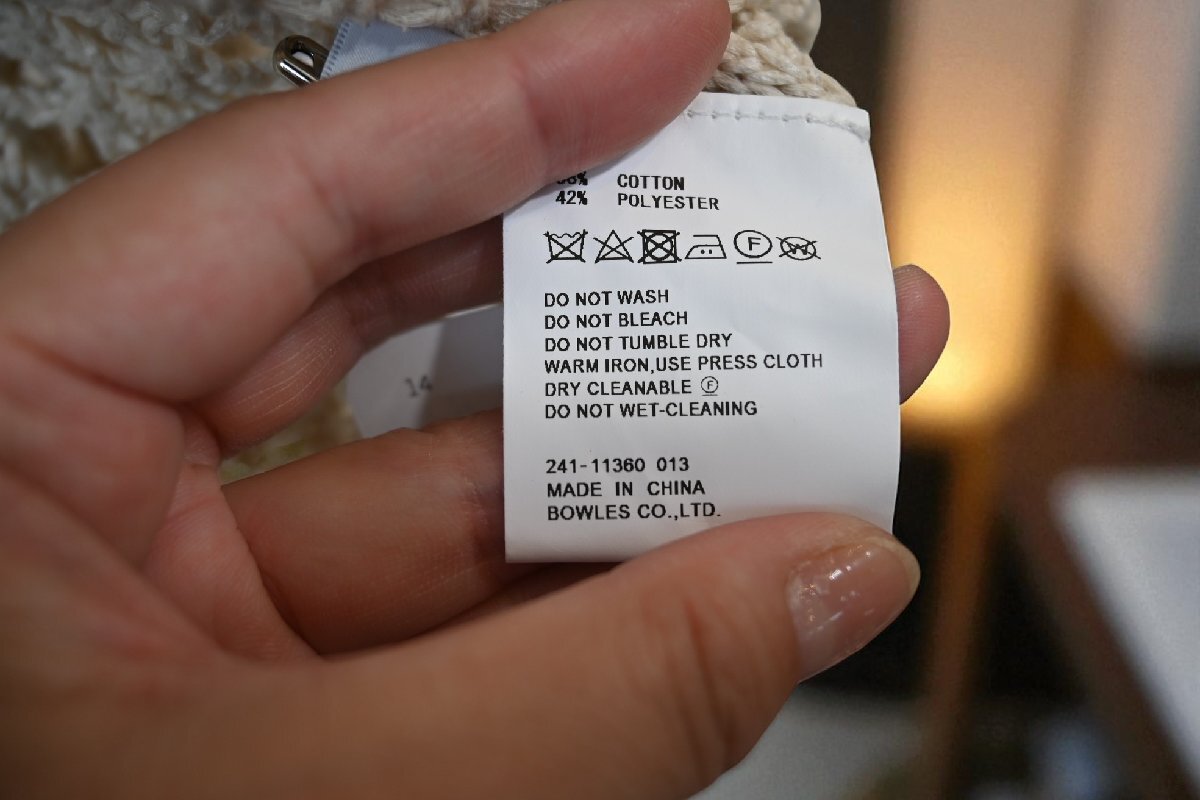 COTTON
42% POLYESTER
F W
DO NOT WASH
DO NOT BLEACH
DO NOT TUMBLE DRY
WARM IRON,USE PRESS CLOTH
DRY CLEANABLE Ⓕ
DO NOT WET-CLEANING
14
241-11360 013
MADE IN CHINA
BOWLES CO.,LTD.